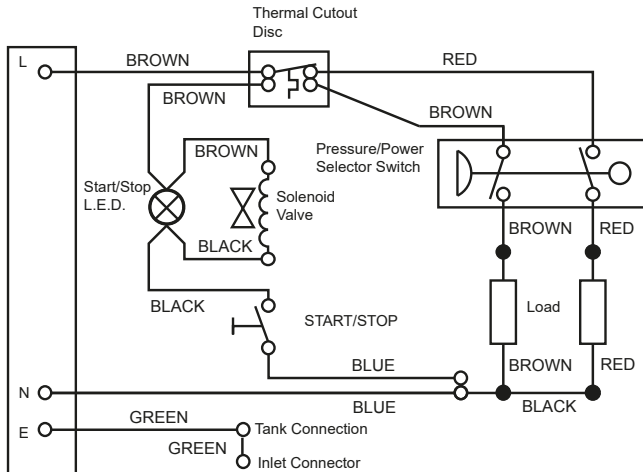 Thermal Cutout
Disc
L
BROWN
RED
BROWN
BROWN
Pressure/Power
Selector Switch
BROWN
Start/Stop
L.E.D.
Solenoid
Valve
BLACK
BROWN
RED
BLACK
START/STOP
Load
BLUE
BROWN
RED
N
BLUE
BLACK
E
GREEN
Tank Connection
GREEN
Inlet Connector